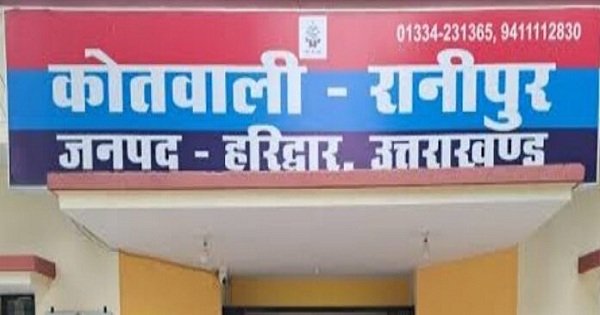 01334-231365, 9411112830
कोतवाली - रानीपुर
जनपद - हरिद्वार, उत्तराखण्ड